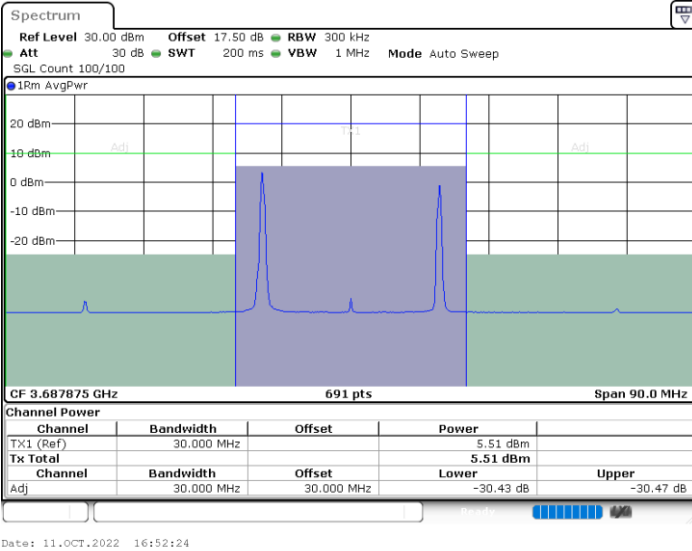 Spectrum
Ref Level 30.00 dBm Offset 17.50 dB RBW 300 kHz
Att 30 dB SWT 200 ms VBW 1 MHz Mode Auto Sweep
SGL Count 100/100
1Rm AvgPwr
20 dBm
TX1
Adj Adj
10 dBm
0 dBm
-10 dBm
-20 dBm
CF 3.687875 GHz 691 pts Span 90.0 MHz
Channel Power
Channel Bandwidth Offset Power
TX1 (Ref) 30.000 MHz 5.51 dBm
Tx Total 5.51 dBm
Channel Bandwidth Offset Lower Upper
Adj 30.000 MHz 30.000 MHz -30.43 dB -30.47 dB
Ready
Date: 11.OCT.2022 16:52:24